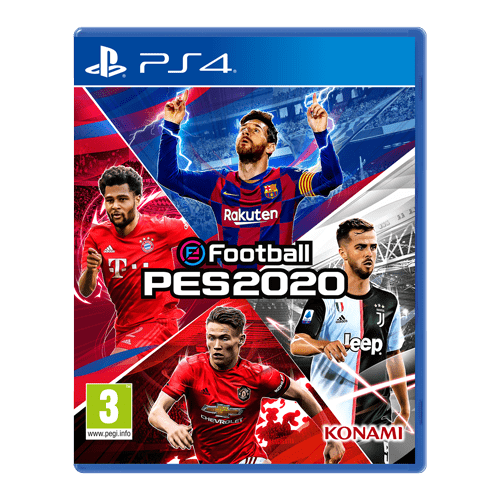 PS4
Rakuten
eFootball
PES2020
Jeep
CHEVROLET
3
www.pegi.info
KONAMI